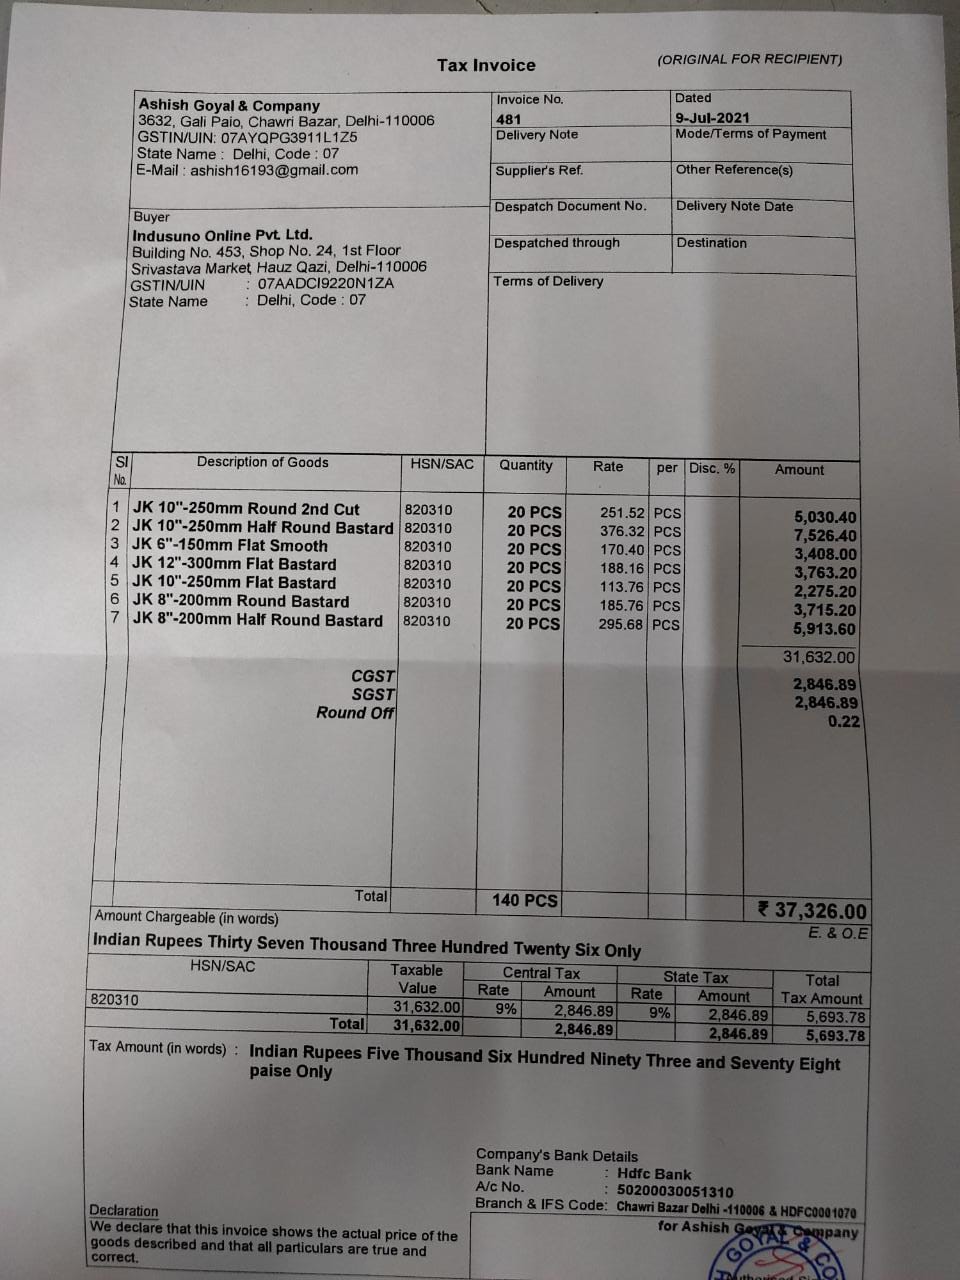 Tax Invoice
(ORIGINAL FOR RECIPIENT)
Ashish Goyal & Company
3632, Gali Paio, Chawri Bazar, Delhi-110006
GSTIN/UIN: 07AYQPG3911L1Z5
State Name : Delhi, Code : 07
E-Mail : ashish16193@gmail.com
Invoice No.
481
Dated
9-Jul-2021
Delivery Note
Mode/Terms of Payment
Supplier's Ref.
Other Reference(s)
Buyer
Indusuno Online Pvt. Ltd.
Building No. 453, Shop No. 24, 1st Floor
Srivastava Market, Hauz Qazi, Delhi-110006
GSTIN/UIN : 07AADCI9220N1ZA
State Name : Delhi, Code : 07
Despatch Document No.
Delivery Note Date
Despatched through
Destination
Terms of Delivery
Sl No. Description of Goods HSN/SAC Quantity Rate per Disc. % Amount
1 JK 10"-250mm Round 2nd Cut 820310 20 PCS 251.52 PCS 5,030.40
2 JK 10"-250mm Half Round Bastard 820310 20 PCS 376.32 PCS 7,526.40
3 JK 6"-150mm Flat Smooth 820310 20 PCS 170.40 PCS 3,408.00
4 JK 12"-300mm Flat Bastard 820310 20 PCS 188.16 PCS 3,763.20
5 JK 10"-250mm Flat Bastard 820310 20 PCS 113.76 PCS 2,275.20
6 JK 8"-200mm Round Bastard 820310 20 PCS 185.76 PCS 3,715.20
7 JK 8"-200mm Half Round Bastard 820310 20 PCS 295.68 PCS 5,913.60
31,632.00
CGST 2,846.89
SGST 2,846.89
Round Off 0.22
Total 140 PCS ₹ 37,326.00
Amount Chargeable (in words) E. & O.E
Indian Rupees Thirty Seven Thousand Three Hundred Twenty Six Only
HSN/SAC Taxable Value Central Tax Rate Amount State Tax Rate Amount Total Tax Amount
820310 31,632.00 9% 2,846.89 9% 2,846.89 5,693.78
Total 31,632.00 2,846.89 2,846.89 5,693.78
Tax Amount (in words) : Indian Rupees Five Thousand Six Hundred Ninety Three and Seventy Eight
paise Only
Company's Bank Details
Bank Name : Hdfc Bank
A/c No. : 50200030051310
Branch & IFS Code: Chawri Bazar Delhi -110006 & HDFC0001070
Declaration
We declare that this invoice shows the actual price of the
goods described and that all particulars are true and
correct.
for Ashish Goyal & Company
GOYAL & CO